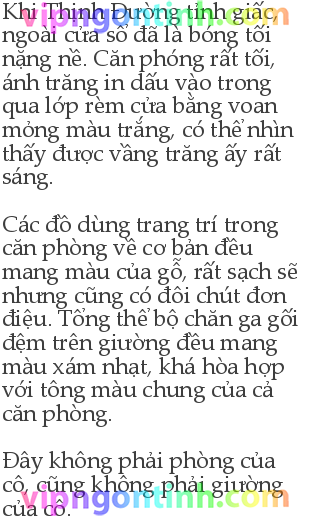 Khi Thịnh Đường tỉnh giấc,
vipngontinh.com
ngoài cửa sổ đã là bóng tối
nặng nề. Căn phóng rất tối,
ánh trăng in dấu vào trong
qua lớp rèm cửa bằng voan
mỏng màu trắng, có thể nhìn
thấy được vầng trăng ấy rất
sáng.
Các đồ dùng trang trí trong
căn phòng về cơ bản đều
mang màu của gỗ, rất sạch sẽ
nhưng cũng có đôi chút đơn
điệu. Tổng thể bộ chăn ga gối
đệm trên giường đều mang
màu xám nhạt, khá hòa hợp
với tông màu chung của cả
căn phòng.
Đây không phải phòng của
cô, cũng không phải giường
vipngontinh.com
của cô.